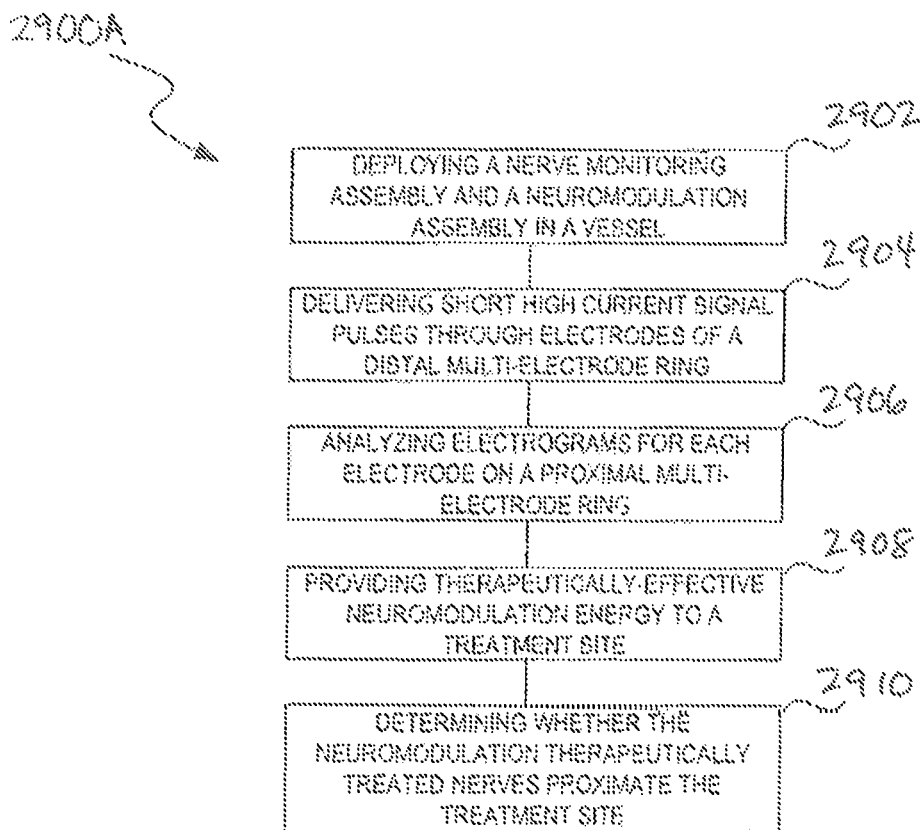 2900A
2902
DEPLOYING A NERVE MONITORING
ASSEMBLY AND A NEUROMODULATION
ASSEMBLY IN A VESSEL
2904
DELIVERING SHORT HIGH CURRENT SIGNAL
PULSES THROUGH ELECTRODES OF A
DISTAL MULTI-ELECTRODE RING
2906
ANALYZING ELECTROGRAMS FOR EACH
ELECTRODE ON A PROXIMAL MULTI-
ELECTRODE RING
2908
PROVIDING THERAPEUTICALLY-EFFECTIVE
NEUROMODULATION ENERGY TO A
TREATMENT SITE
2910
DETERMINING WHETHER THE
NEUROMODULATION THERAPEUTICALLY
TREATED NERVES PROXIMATE THE
TREATMENT SITE